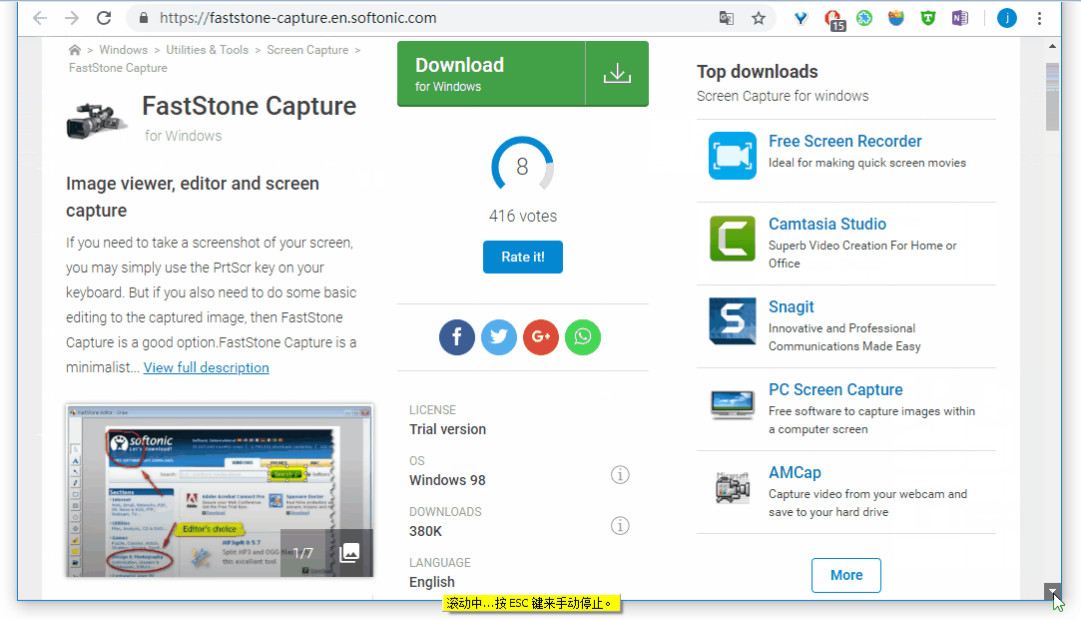 https://faststone-capture.en.softonic.com
15
j
> Windows > Utilities & Tools > Screen Capture >
FastStone Capture
FastStone Capture
for Windows
Image viewer, editor and screen
capture
If you need to take a screenshot of your screen,
you may simply use the PrtScr key on your
keyboard. But if you also need to do some basic
editing to the captured image, then FastStone
Capture is a good option.FastStone Capture is a
minimalist... View full description
softonic
Editor's choice
1/7
Download
for Windows
8
416 votes
Rate it!
LICENSE
Trial version
OS
Windows 98
DOWNLOADS
380K
LANGUAGE
English
Top downloads
Screen Capture for windows
Free Screen Recorder
Ideal for making quick screen movies
Camtasia Studio
Superb Video Creation For Home or
Office
Snagit
Innovative and Professional
Communications Made Easy
PC Screen Capture
Free software to capture images within
a computer screen
AMCap
Capture video from your webcam and
save to your hard drive
More
滚动中...按 ESC 鍵来手动停止。